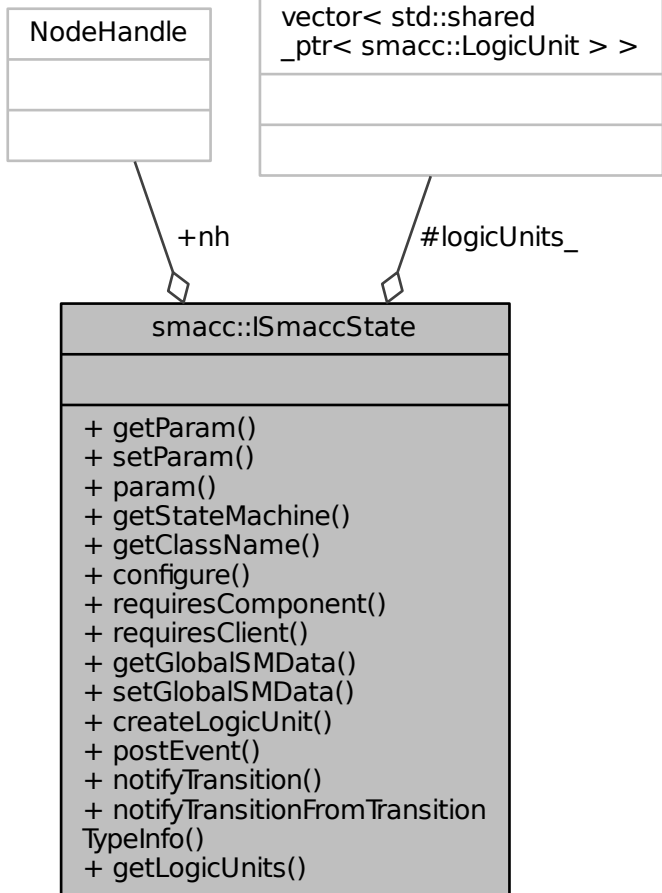 NodeHandle
vector< std::shared
_ptr< smacc::LogicUnit > >
+nh
#logicUnits_
smacc::ISmaccState
+ getParam()
+ setParam()
+ param()
+ getStateMachine()
+ getClassName()
+ configure()
+ requiresComponent()
+ requiresClient()
+ getGlobalSMData()
+ setGlobalSMData()
+ createLogicUnit()
+ postEvent()
+ notifyTransition()
+ notifyTransitionFromTransition
TypeInfo()
+ getLogicUnits()